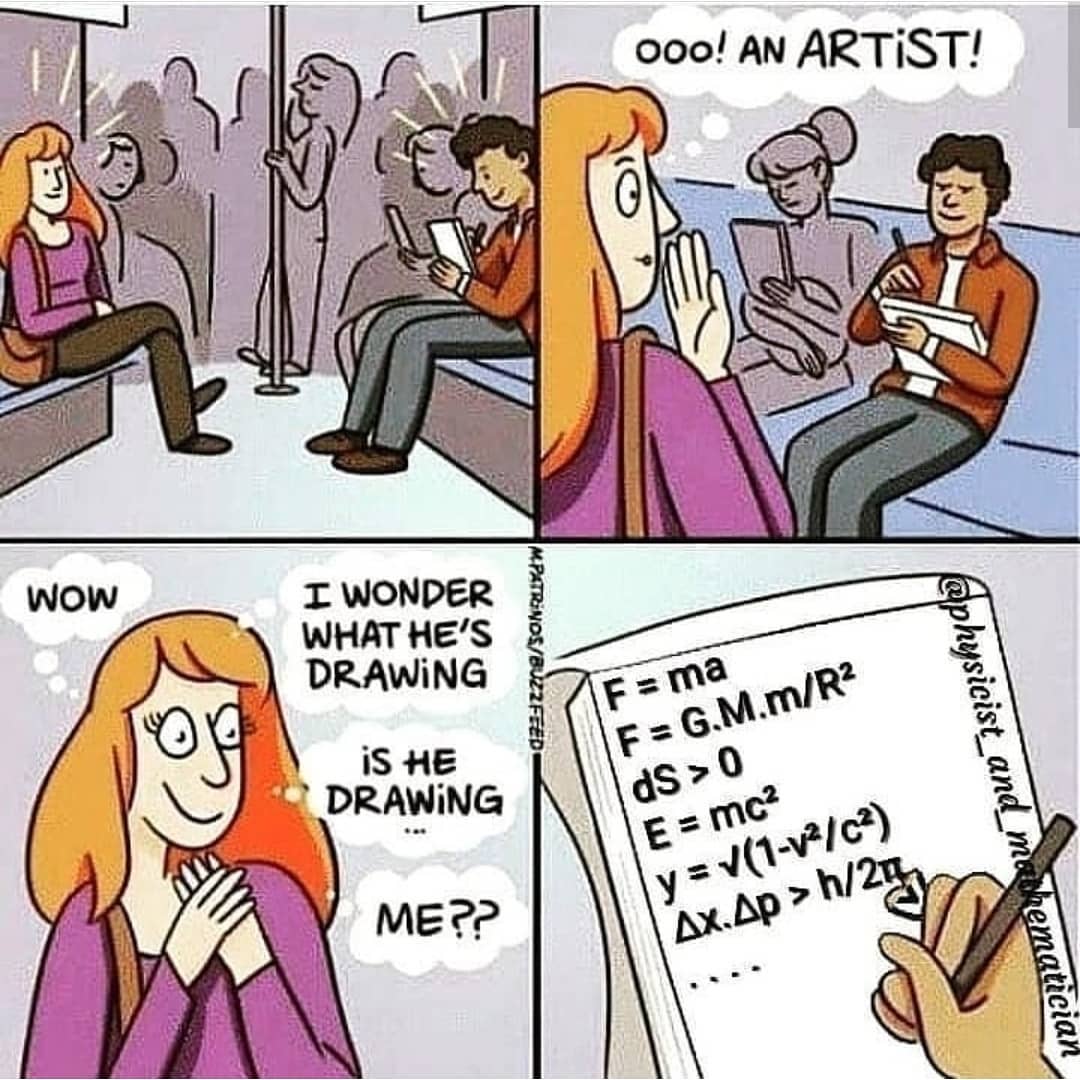 OOO! AN ARTiST!
WOW
I WONDER
WHAT HE'S
DRAWiNG
iS HE
DRAWiNG
...
ME??
M.PATRiNOS/BUZZFEED
F = ma
F = G.M.m/R²
dS > 0
E = mc²
y = √(1-v²/c²)
Δx.Δp > h/2π
....
@physicist_and_mathematician